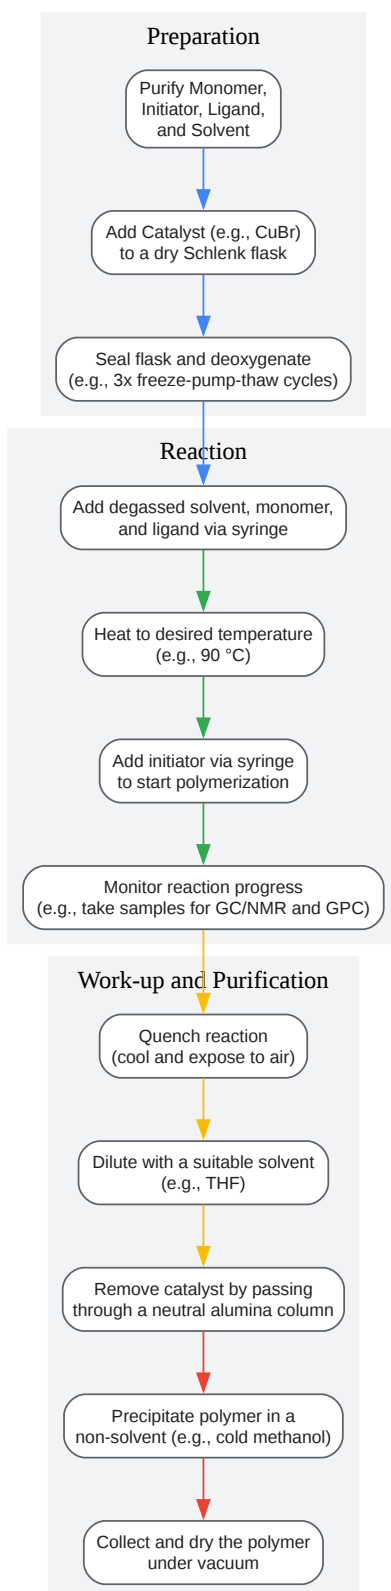 Preparation
Purify Monomer,
Initiator, Ligand,
and Solvent
Add Catalyst (e.g., CuBr)
to a dry Schlenk flask
Seal flask and deoxygenate
(e.g., 3x freeze-pump-thaw cycles)
Reaction
Add degassed solvent, monomer,
and ligand via syringe
Heat to desired temperature
(e.g., 90 °C)
Add initiator via syringe
to start polymerization
Monitor reaction progress
(e.g., take samples for GC/NMR and GPC)
Work-up and Purification
Quench reaction
(cool and expose to air)
Dilute with a suitable solvent
(e.g., THF)
Remove catalyst by passing
through a neutral alumina column
Precipitate polymer in a
non-solvent (e.g., cold methanol)
Collect and dry the polymer
under vacuum